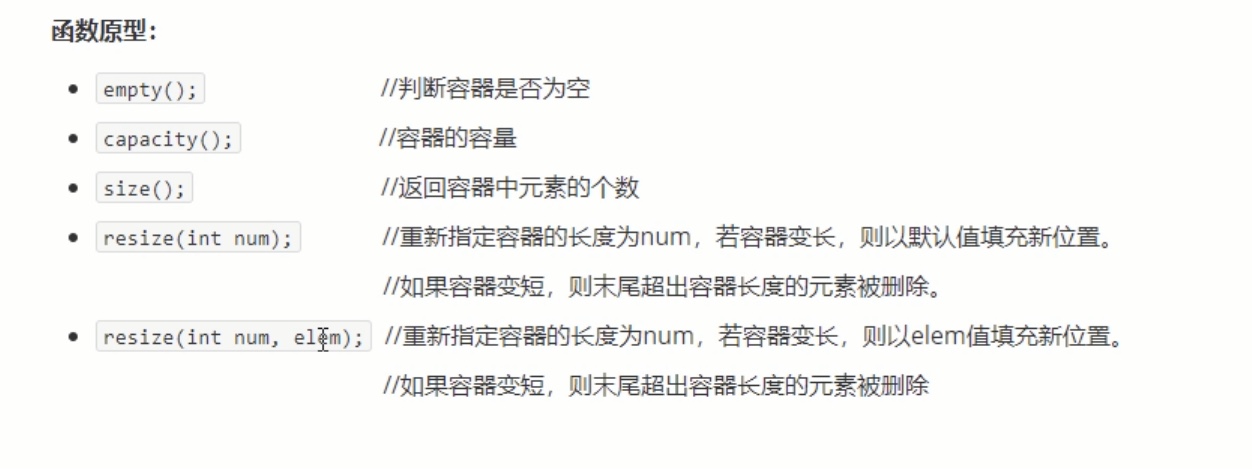 函数原型：
empty(); //判断容器是否为空
capacity(); //容器的容量
size(); //返回容器中元素的个数
resize(int num); //重新指定容器的长度为num，若容器变长，则以默认值填充新位置。
//如果容器变短，则末尾超出容器长度的元素被删除。
resize(int num, elem); //重新指定容器的长度为num，若容器变长，则以elem值填充新位置。
//如果容器变短，则末尾超出容器长度的元素被删除